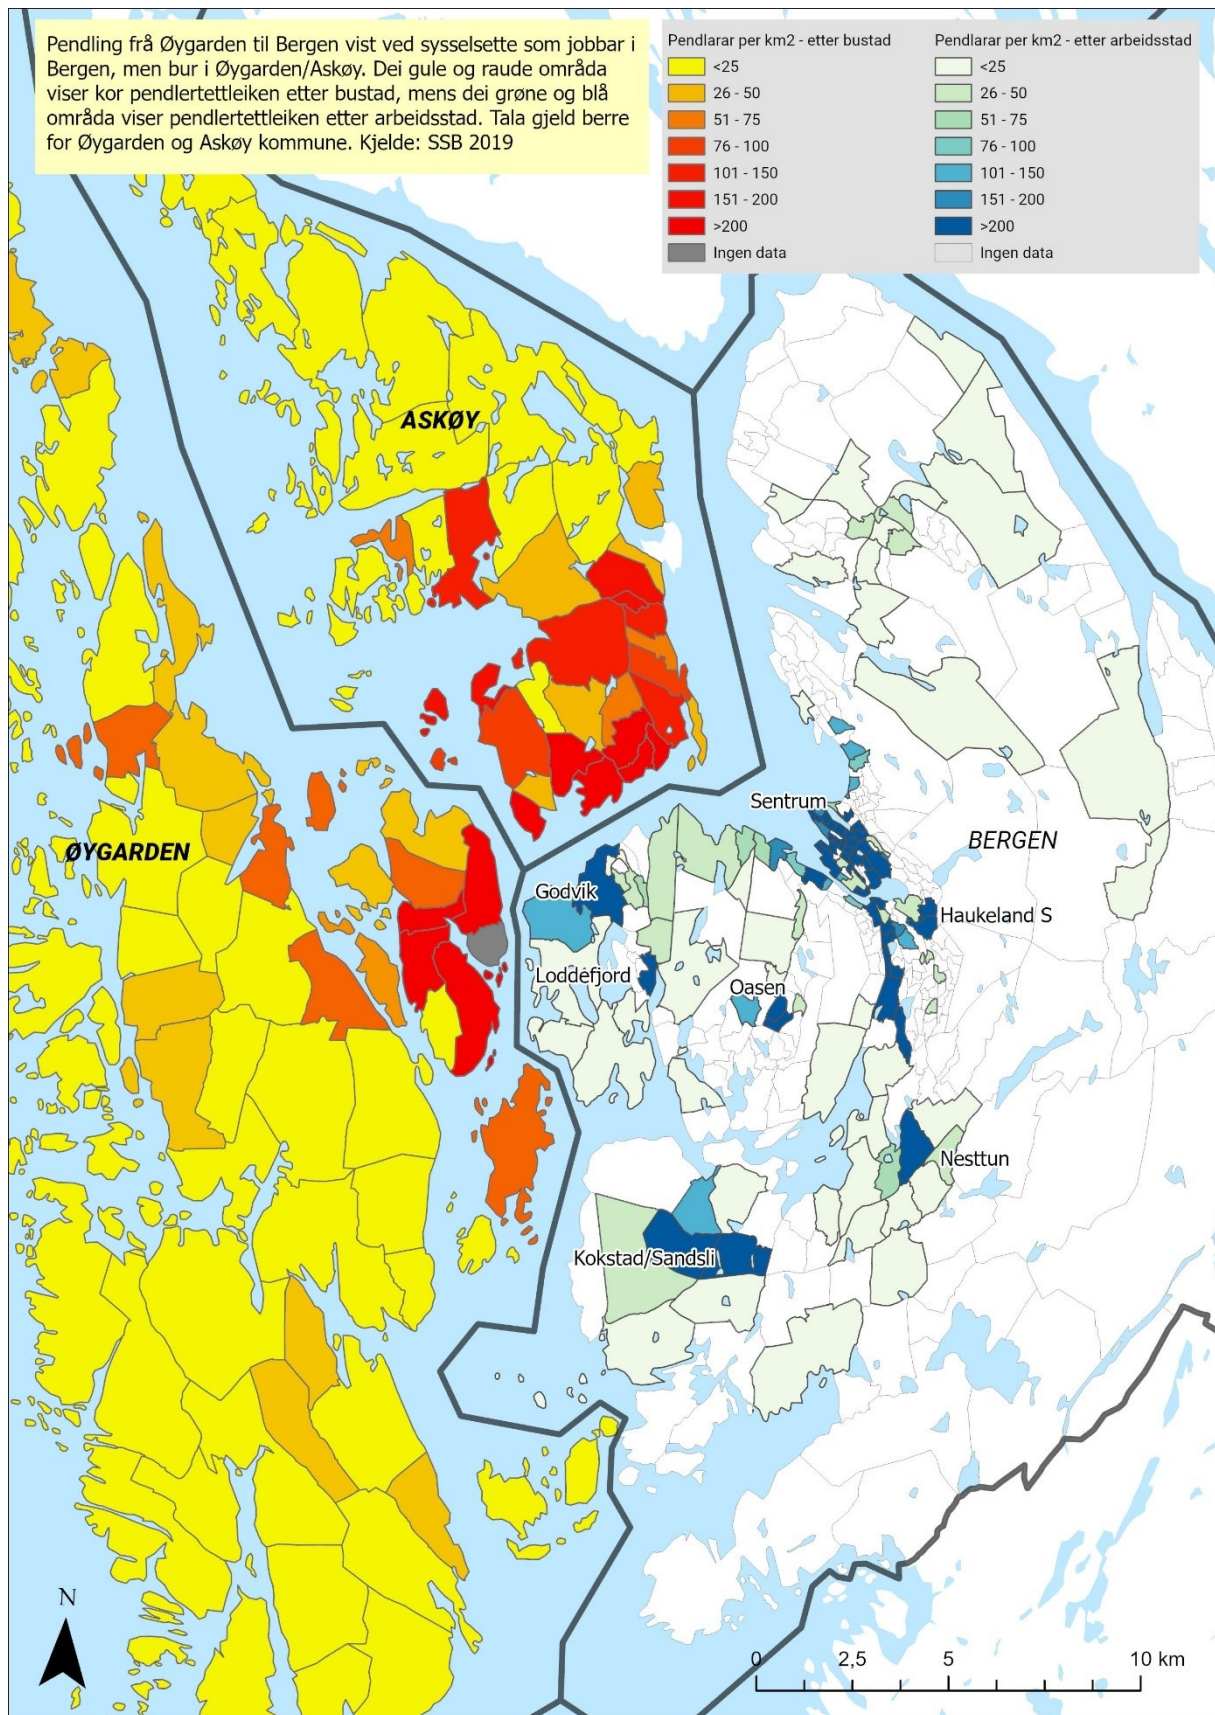 Pendling frå Øygarden til Bergen vist ved sysselsette som jobbar i
Bergen, men bur i Øygarden/Askøy. Dei gule og raude områda
viser kor pendlertettleiken etter bustad, mens dei grøne og blå
områda viser pendlertettleiken etter arbeidsstad. Tala gjeld berre
for Øygarden og Askøy kommune. Kjelde: SSB 2019
Pendlarar per km2 - etter bustad
<25
26 - 50
51 - 75
76 - 100
101 - 150
151 - 200
>200
Ingen data
Pendlarar per km2 - etter arbeidsstad
<25
26 - 50
51 - 75
76 - 100
101 - 150
151 - 200
>200
Ingen data
ASKØY
Sentrum
BERGEN
ØYGARDEN
Godvik
Haukeland S
Loddefjord
Oasen
Nesttun
Kokstad/Sandsli
N
0 2,5 5 10 km